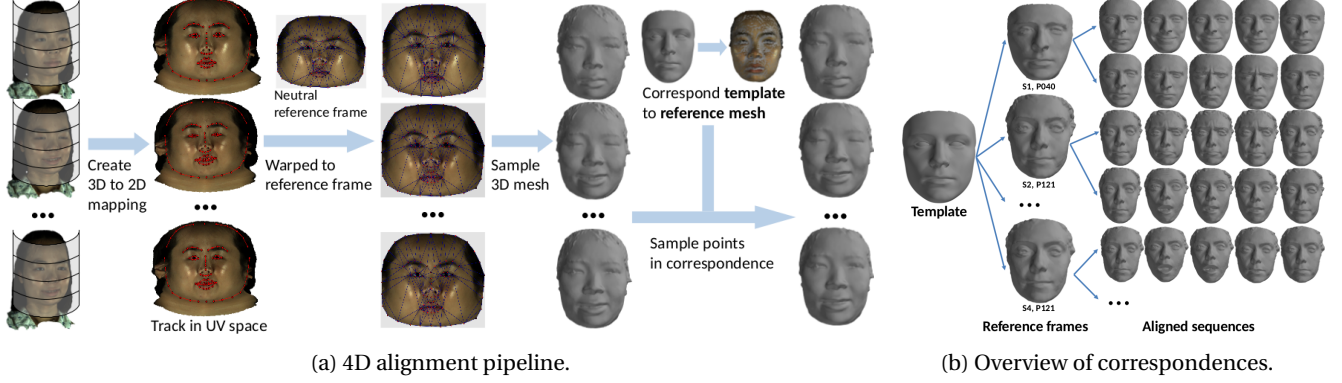 Create
3D to 2D
mapping
•••
Track in UV space
•••
Neutral
reference frame
Warped to
reference frame
•••
Sample
3D mesh
•••
Correspond template
to reference mesh
Sample points
in correspondence
•••
(a) 4D alignment pipeline.
Template
S1, P040
S2, P121
•••
S4, P121
Reference frames
•••
Aligned sequences
(b) Overview of correspondences.